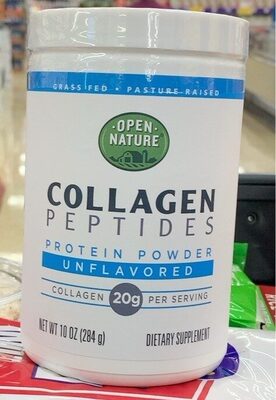 GRASS FED • PASTURE RAISED
OPEN
NATURE
COLLAGEN
PEPTIDES
PROTEIN POWDER
UNFLAVORED
COLLAGEN 20g PER SERVING
NET WT 10 OZ (284 g) DIETARY SUPPLEMENT